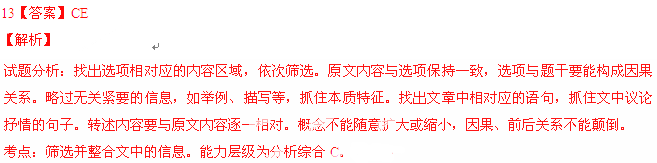 13【答案】CE
【解析】
试题分析：找出选项相对应的内容区域，依次筛选。原文内容与选项保持一致，选项与题干要能构成因果
关系。略过无关紧要的信息，如举例、描写等，抓住本质特征。找出文章中相对应的语句，抓住文中议论
抒情的句子。转述内容要与原文内容逐一相对。概念不能随意扩大或缩小，因果、前后关系不能颠倒。
考点：筛选并整合文中的信息。能力层级为分析综合 C。